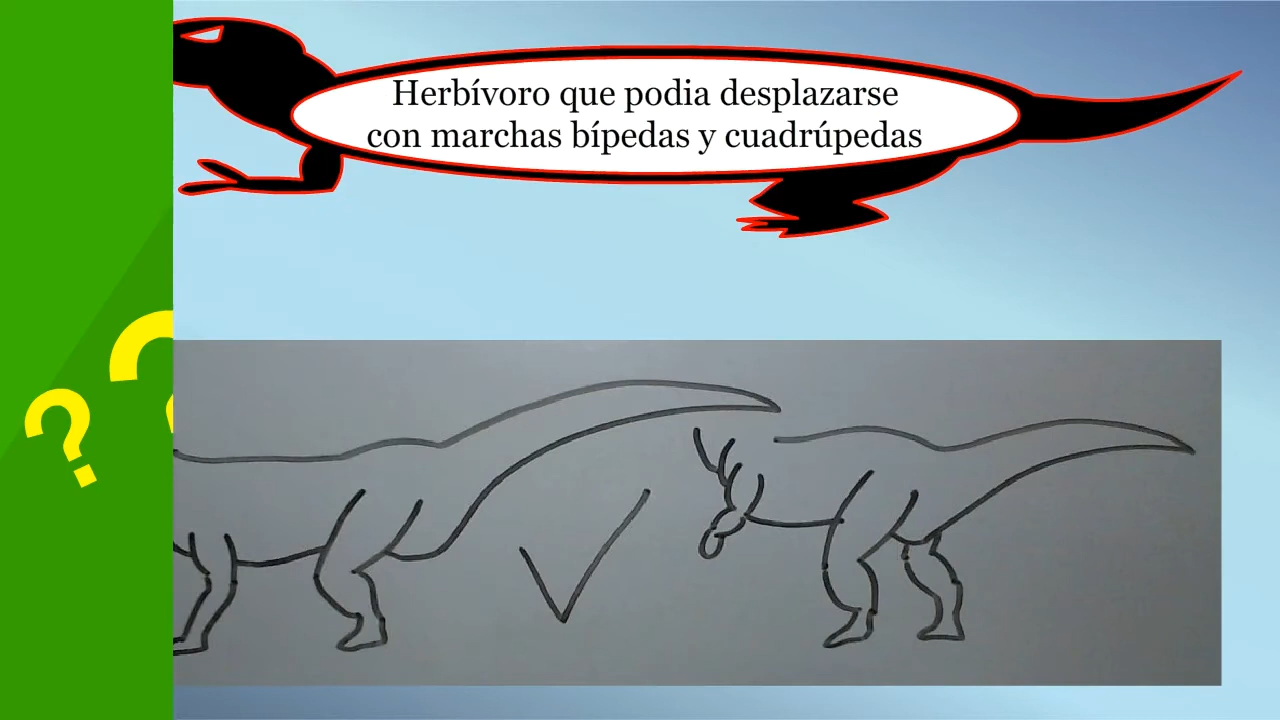 Herbívoro que podia desplazarse
con marchas bípedas y cuadrúpedas
?
?